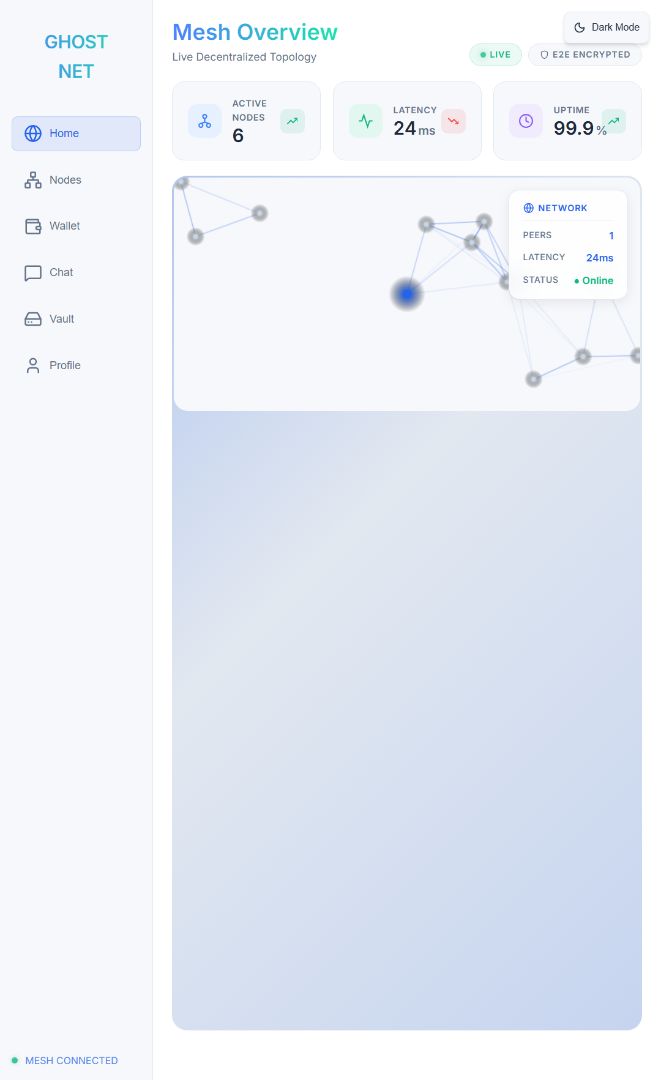 GHOST
NET
Home
Nodes
Wallet
Chat
Vault
Profile
MESH CONNECTED
Mesh Overview
Live Decentralized Topology
Dark Mode
LIVE
E2E ENCRYPTED
ACTIVE
NODES
6
LATENCY
24 ms
UPTIME
99.9 %
NETWORK
PEERS 1
LATENCY 24ms
STATUS ● Online